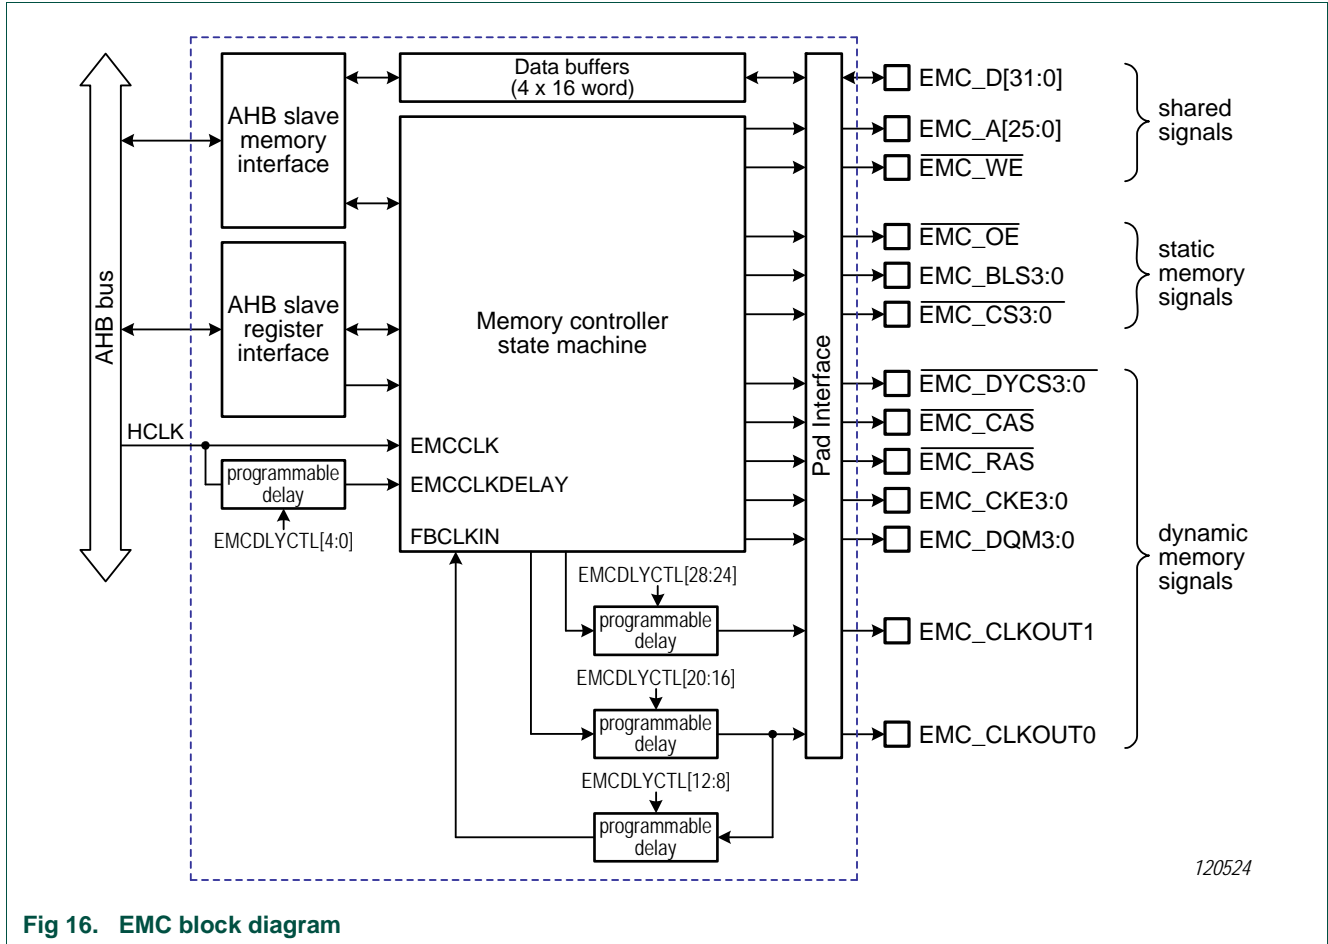 Data buffers
(4 x 16 word)
AHB slave
memory
interface
AHB slave
register
interface
AHB bus
HCLK
programmable
delay
EMCDLYCTL[4:0]
Memory controller
state machine
EMCCLK
EMCCLKDELAY
FBCLKIN
EMCDLYCTL[28:24]
programmable
delay
EMCDLYCTL[20:16]
programmable
delay
EMCDLYCTL[12:8]
programmable
delay
Pad Interface
EMC_D[31:0]
EMC_A[25:0]
EMC_WE
shared
signals
EMC_OE
EMC_BLS3:0
EMC_CS3:0
static
memory
signals
EMC_DYCS3:0
EMC_CAS
EMC_RAS
EMC_CKE3:0
EMC_DQM3:0
EMC_CLKOUT1
EMC_CLKOUT0
dynamic
memory
signals
120524
Fig 16. EMC block diagram